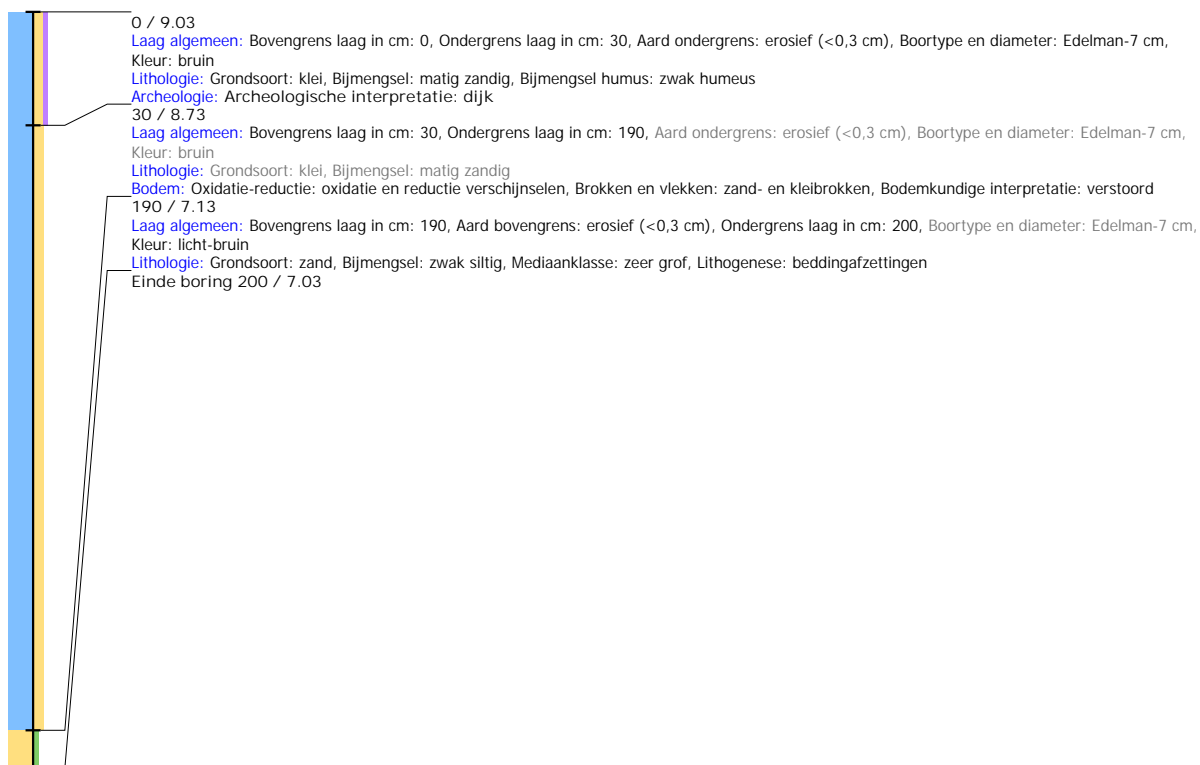 0 / 9.03
Laag algemeen: Bovengrens laag in cm: 0, Ondergrens laag in cm: 30, Aard ondergrens: erosief (<0,3 cm), Boortype en diameter: Edelman-7 cm,
Kleur: bruin
Lithologie: Grondsoort: klei, Bijmengsel: matig zandig, Bijmengsel humus: zwak humeus
Archeologie: Archeologische interpretatie: dijk
30 / 8.73
Laag algemeen: Bovengrens laag in cm: 30, Ondergrens laag in cm: 190, Aard ondergrens: erosief (<0,3 cm), Boortype en diameter: Edelman-7 cm,
Kleur: bruin
Lithologie: Grondsoort: klei, Bijmengsel: matig zandig
Bodem: Oxidatie-reductie: oxidatie en reductie verschijnselen, Brokken en vlekken: zand- en kleibrokken, Bodemkundige interpretatie: verstoord
190 / 7.13
Laag algemeen: Bovengrens laag in cm: 190, Aard bovengrens: erosief (<0,3 cm), Ondergrens laag in cm: 200, Boortype en diameter: Edelman-7 cm,
Kleur: licht-bruin
Lithologie: Grondsoort: zand, Bijmengsel: zwak siltig, Mediaanklasse: zeer grof, Lithogenese: beddingafzettingen
Einde boring 200 / 7.03